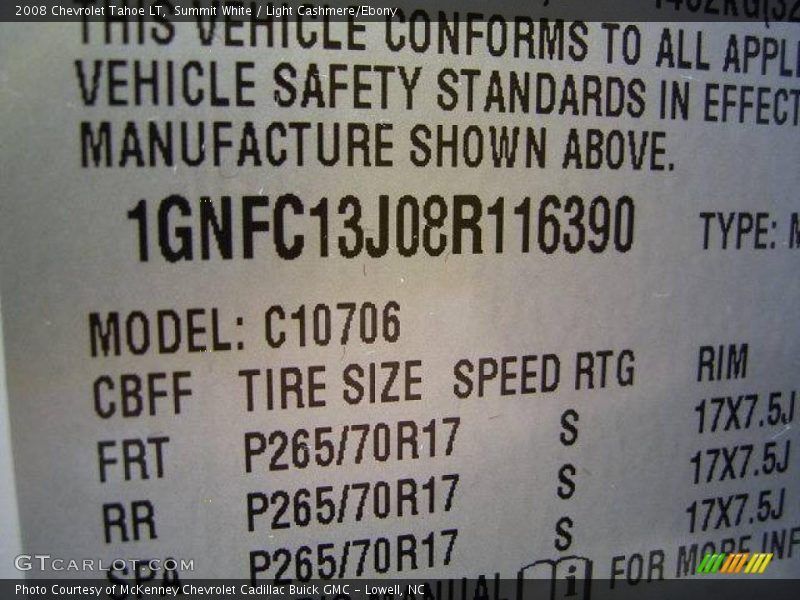 2008 Chevrolet Tahoe LT, Summit White / Light Cashmere/Ebony
THIS VEHICLE CONFORMS TO ALL APPLI
VEHICLE SAFETY STANDARDS IN EFFECT
MANUFACTURE SHOWN ABOVE.
1GNFC13J08R116390 TYPE: M
MODEL: C10706
CBFF TIRE SIZE SPEED RTG RIM
FRT P265/70R17 S 17X7.5J
RR P265/70R17 S 17X7.5J
SPA P265/70R17 S 17X7.5J
MANUAL i FOR MORE INF
GTCarlot.com
Photo Courtesy of McKenney Chevrolet Cadillac Buick GMC - Lowell, NC